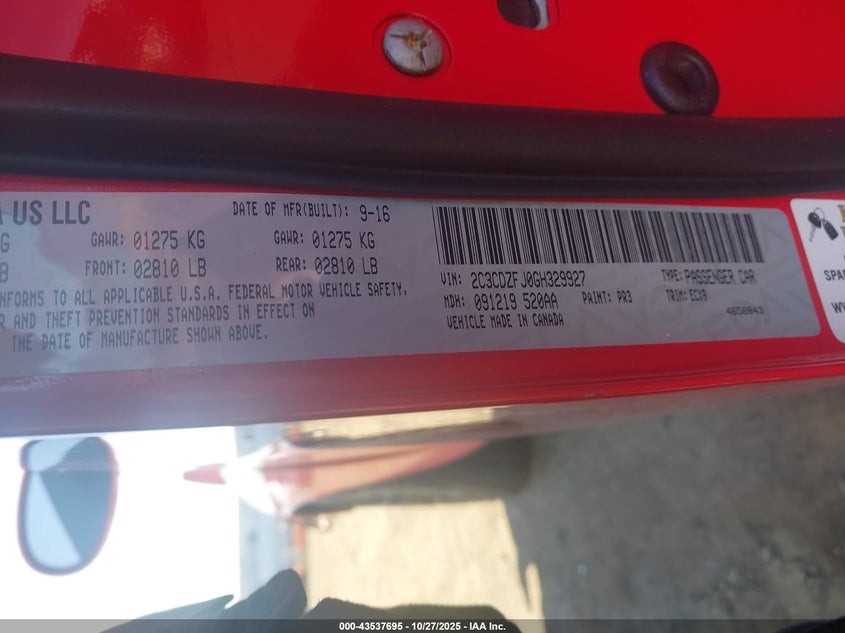 A US LLC
DATE OF MFR(BUILT): 9-16
G GAWR: 01275 KG GAWR: 01275 KG
B FRONT: 02810 LB REAR: 02810 LB
NFORMS TO ALL APPLICABLE U.S.A. FEDERAL MOTOR VEHICLE SAFETY,
R AND THEFT PREVENTION STANDARDS IN EFFECT ON
THE DATE OF MANUFACTURE SHOWN ABOVE.
VIN: 2C3CDZFJ0GH329927 TYPE: PASSENGER CAR
MDH: 091219 520AA PAINT: PR3 TRIM: ECX9
VEHICLE MADE IN CANADA 4658843
SPA
W
000-43537695 - 10/27/2025 - IAA Inc.